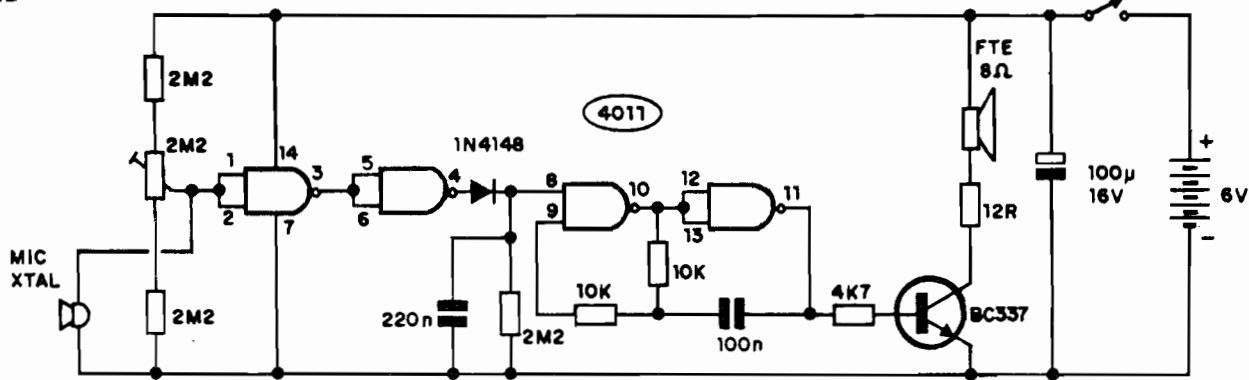 FTE
8Ω
2M2
4011
1N4148
2M2
14
1
3
5
4
8
10
12
11
100μ
16V
+
6V
-
2
7
6
9
13
12R
MIC
XTAL
10K
10K
4K7
BC337
2M2
220n
2M2
100n